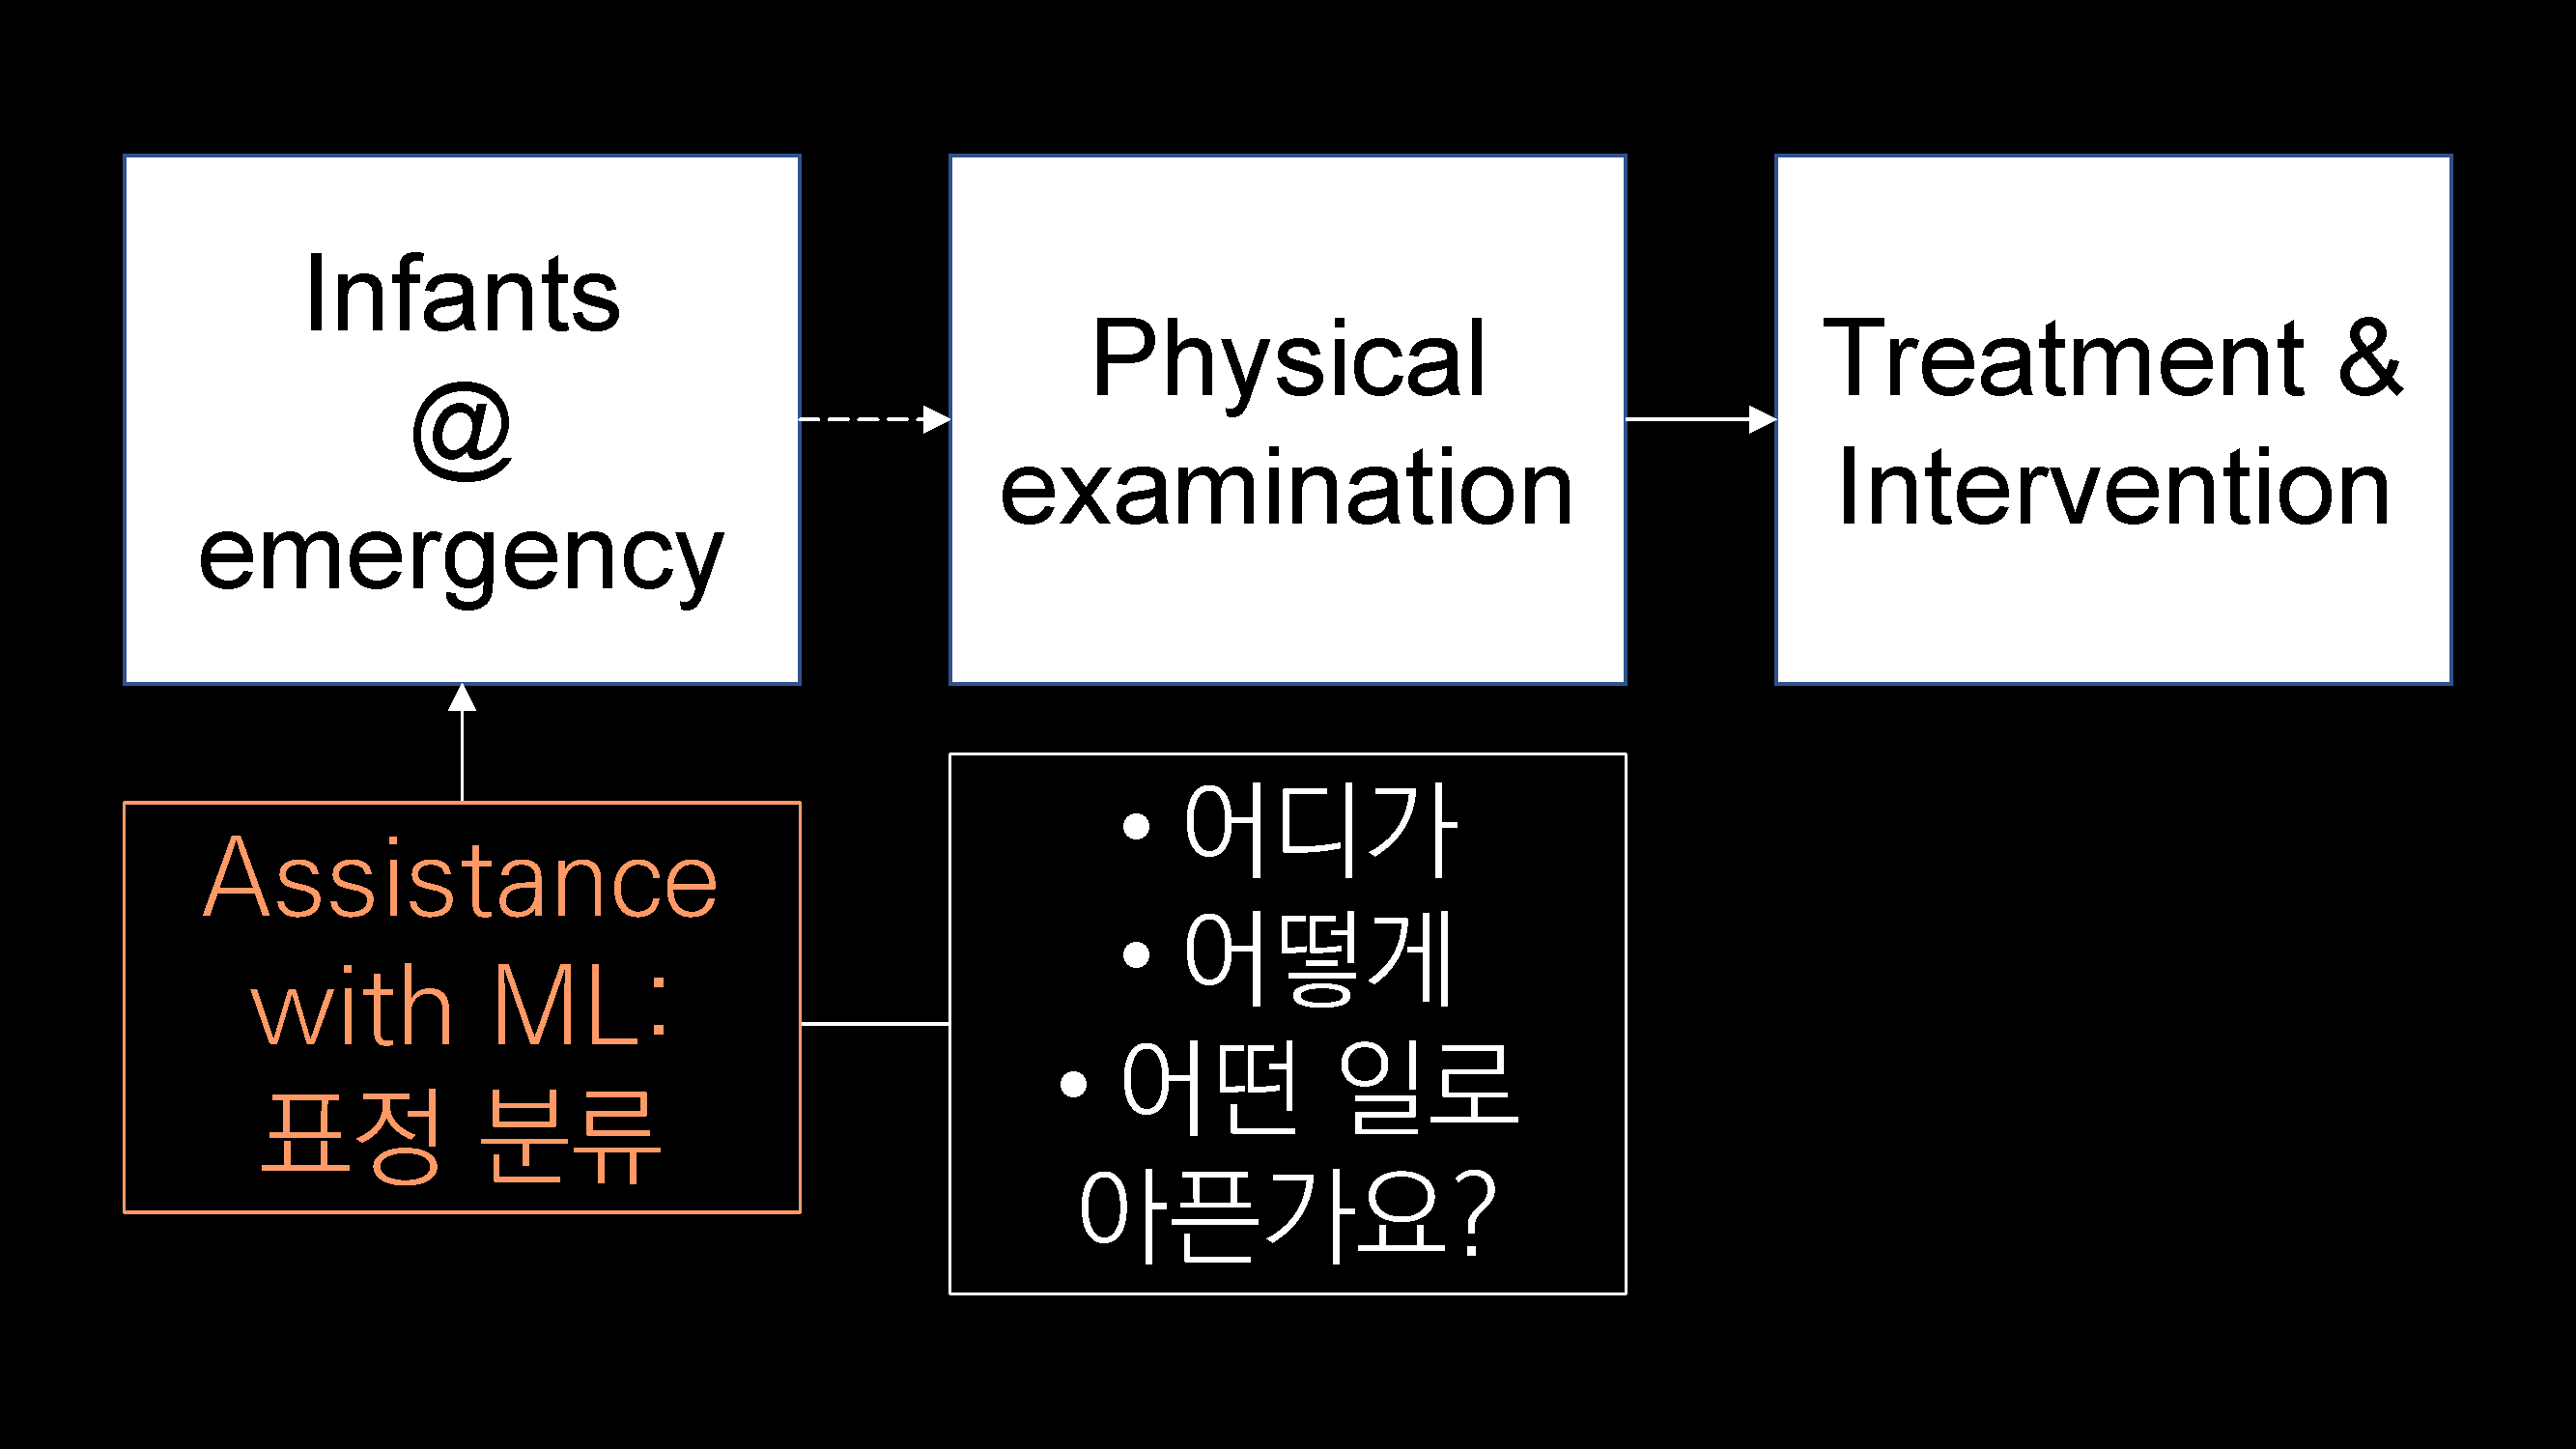 Infants
@
emergency
Physical
examination
Treatment &
Intervention
Assistance
with ML:
표정 분류
• 어디가
• 어떻게
• 어떤 일로
아픈가요?